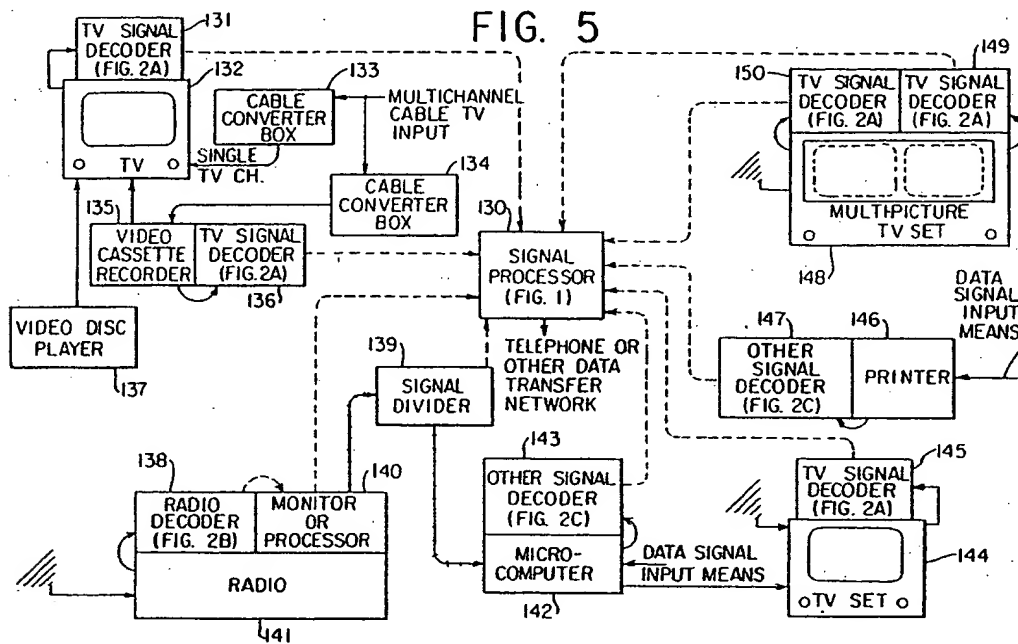 FIG. 5
131
TV SIGNAL
DECODER
(FIG. 2A)
132
TV
133
CABLE
CONVERTER
BOX
MULTICHANNEL
CABLE TV
INPUT
SINGLE
TV CH.
134
CABLE
CONVERTER
BOX
135
VIDEO
CASSETTE
RECORDER
TV SIGNAL
DECODER
(FIG.2A)
136
VIDEO DISC
PLAYER
137
130
SIGNAL
PROCESSOR
(FIG. 1)
TELEPHONE OR
OTHER DATA
TRANSFER
NETWORK
139
SIGNAL
DIVIDER
138
RADIO
DECODER
(FIG. 2B)
140
MONITOR
OR
PROCESSOR
RADIO
141
143
OTHER SIGNAL
DECODER
(FIG. 2C)
MICRO-
COMPUTER
142
DATA SIGNAL
INPUT MEANS
149
150
TV SIGNAL
DECODER
(FIG. 2A)
TV SIGNAL
DECODER
(FIG. 2A)
MULTIPICTURE
TV SET
148
DATA
SIGNAL
INPUT
MEANS
147
OTHER
SIGNAL
DECODER
(FIG. 2C)
146
PRINTER
145
TV SIGNAL
DECODER
(FIG. 2A)
144
TV SET